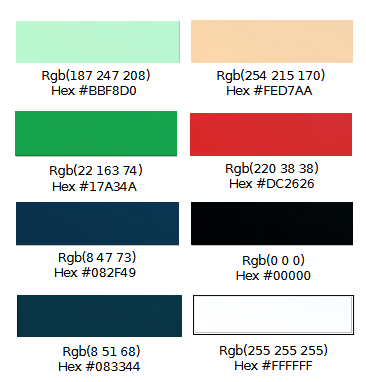 Rgb(187 247 208)
Hex #BBF8D0
Rgb(254 215 170)
Hex #FED7AA
Rgb(22 163 74)
Hex #17A34A
Rgb(220 38 38)
Hex #DC2626
Rgb(8 47 73)
Hex #082F49
Rgb(0 0 0)
Hex #00000
Rgb(8 51 68)
Hex #083344
Rgb(255 255 255)
Hex #FFFFFF